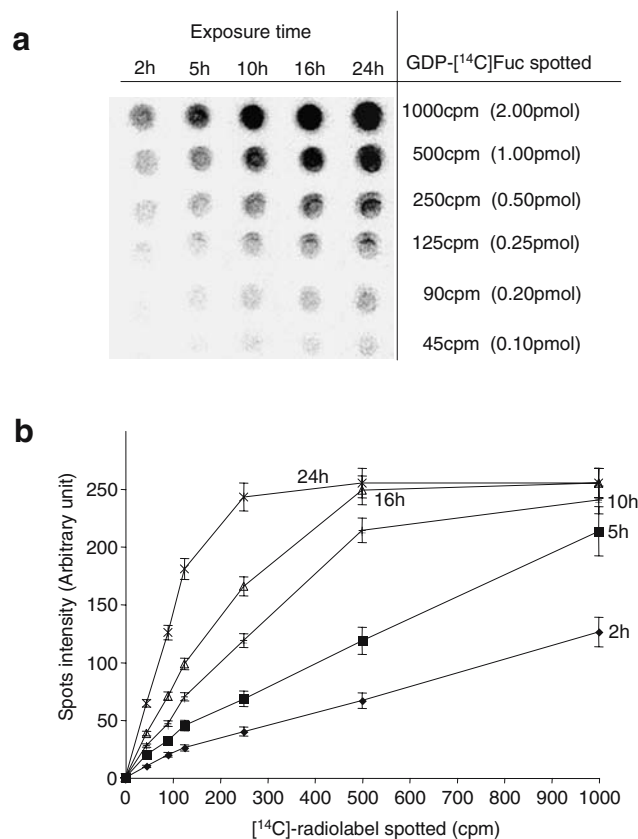 a
Exposure time
2h 5h 10h 16h 24h
GDP-[¹⁴C]Fuc spotted
1000cpm (2.00pmol)
500cpm (1.00pmol)
250cpm (0.50pmol)
125cpm (0.25pmol)
90cpm (0.20pmol)
45cpm (0.10pmol)
b
Spots intensity (Arbitrary unit)
250
200
150
100
50
0
24h
16h
10h
5h
2h
0 100 200 300 400 500 600 700 800 900 1000
[¹⁴C]-radiolabel spotted (cpm)